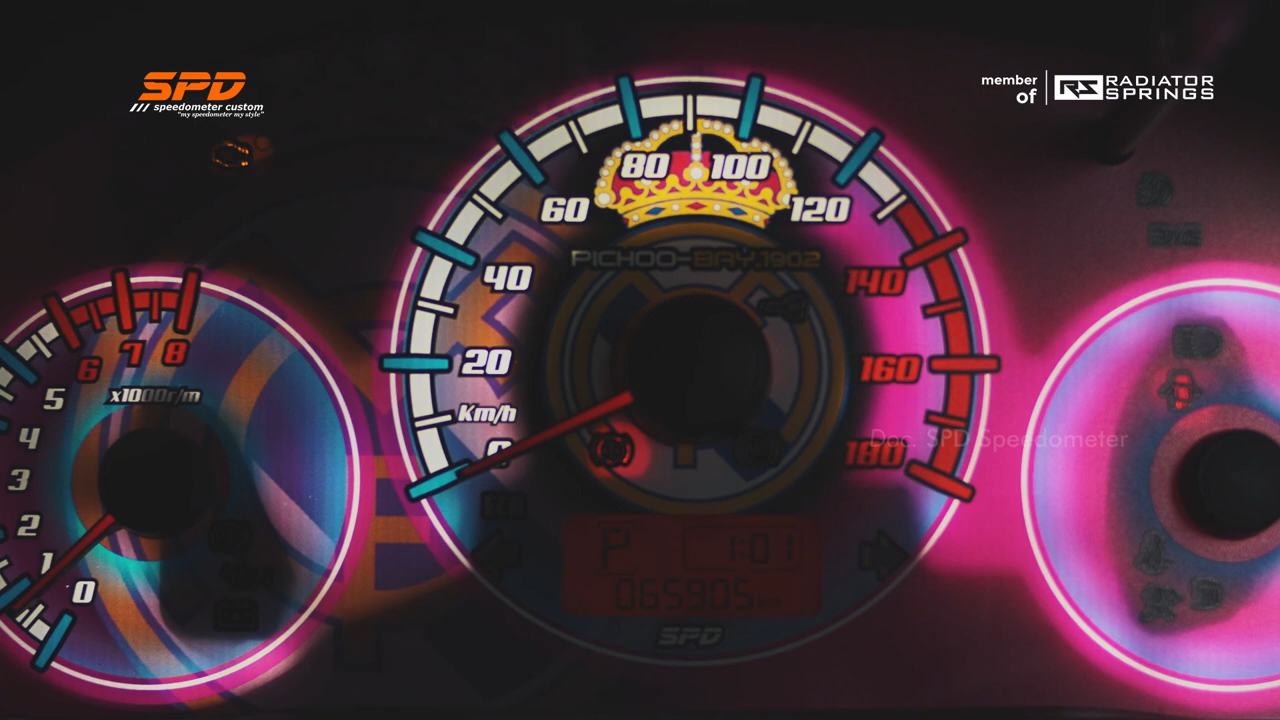 SPD
speedometer custom
"my speedometer my style"
member
of
RS RADIATOR
SPRINGS
80 100
60 120
PICHOO-BAY.1902
40 140
20 160
Km/h
0 180
6 7 8
x1000r/m
5
4
3
2
1
0
Doc. SPD Speedometer
P 1:01
065905 km
SPD